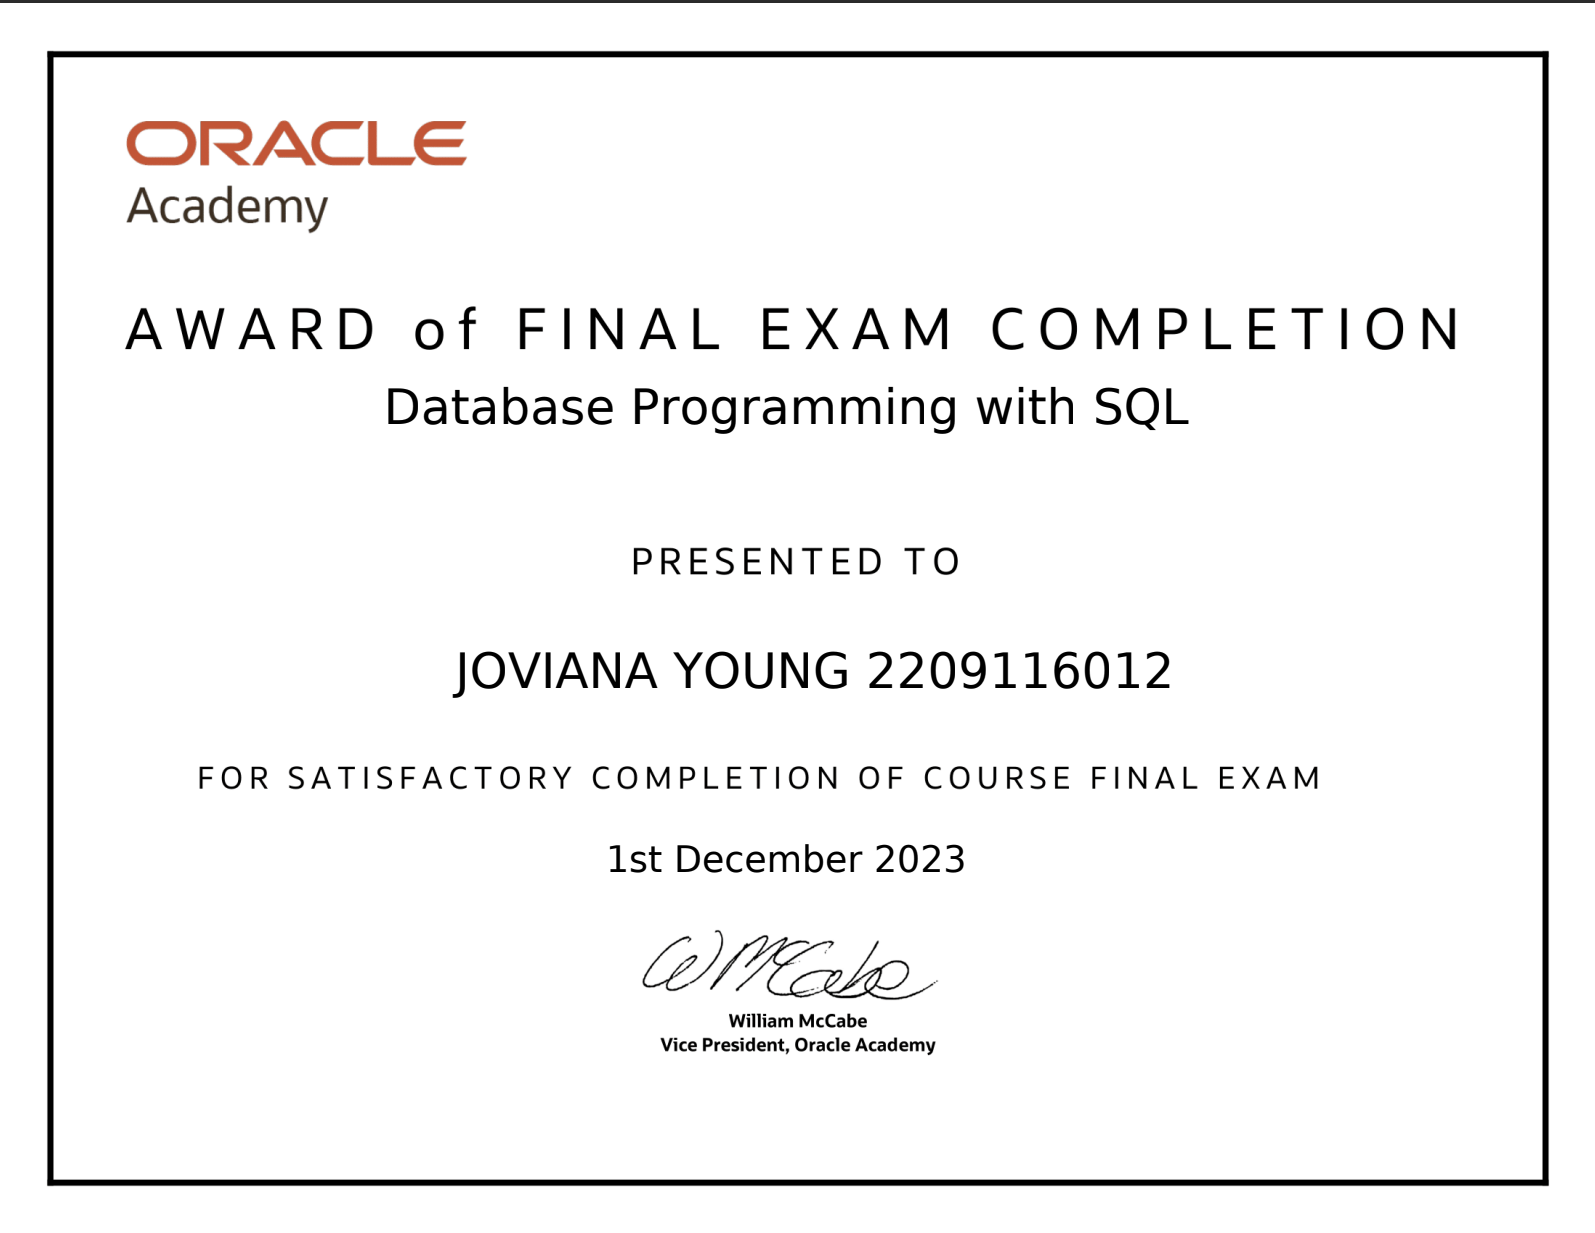 ORACLE
Academy
AWARD of FINAL EXAM COMPLETION
Database Programming with SQL
PRESENTED TO
JOVIANA YOUNG 2209116012
FOR SATISFACTORY COMPLETION OF COURSE FINAL EXAM
1st December 2023
W McCabe
William McCabe
Vice President, Oracle Academy